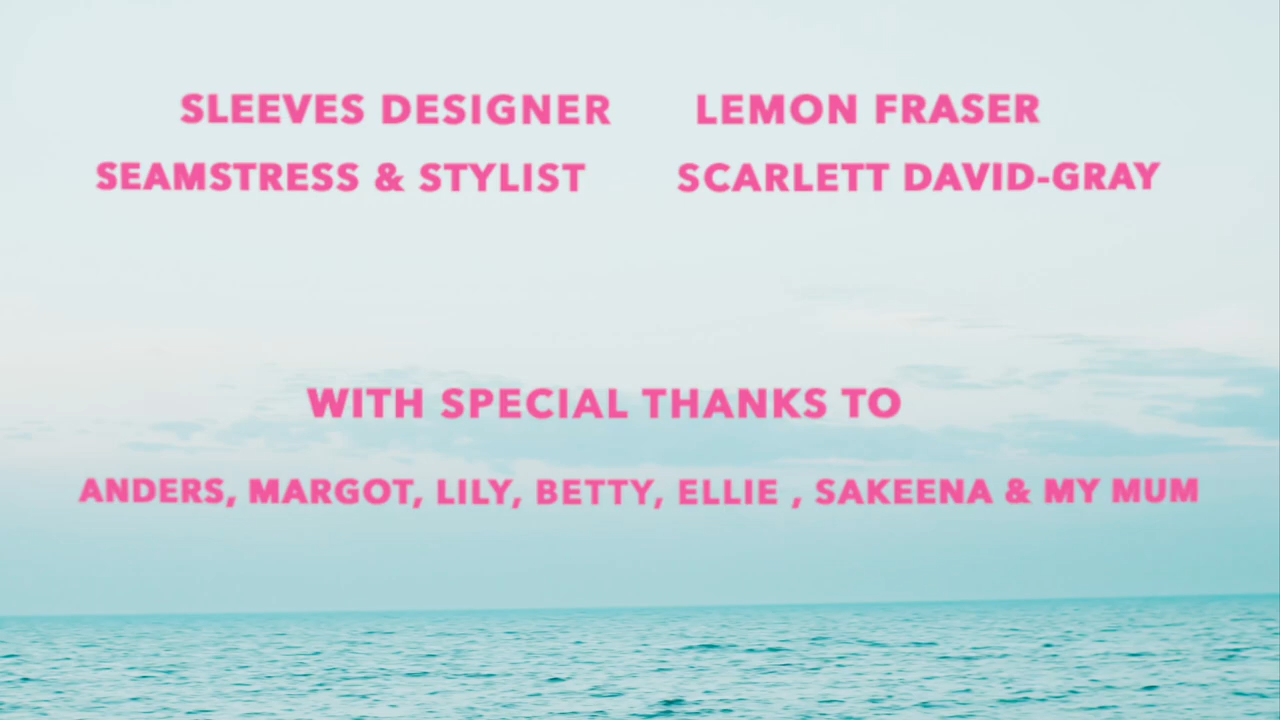 SLEEVES DESIGNER LEMON FRASER
SEAMSTRESS & STYLIST SCARLETT DAVID-GRAY
WITH SPECIAL THANKS TO
ANDERS, MARGOT, LILY, BETTY, ELLIE , SAKEENA & MY MUM